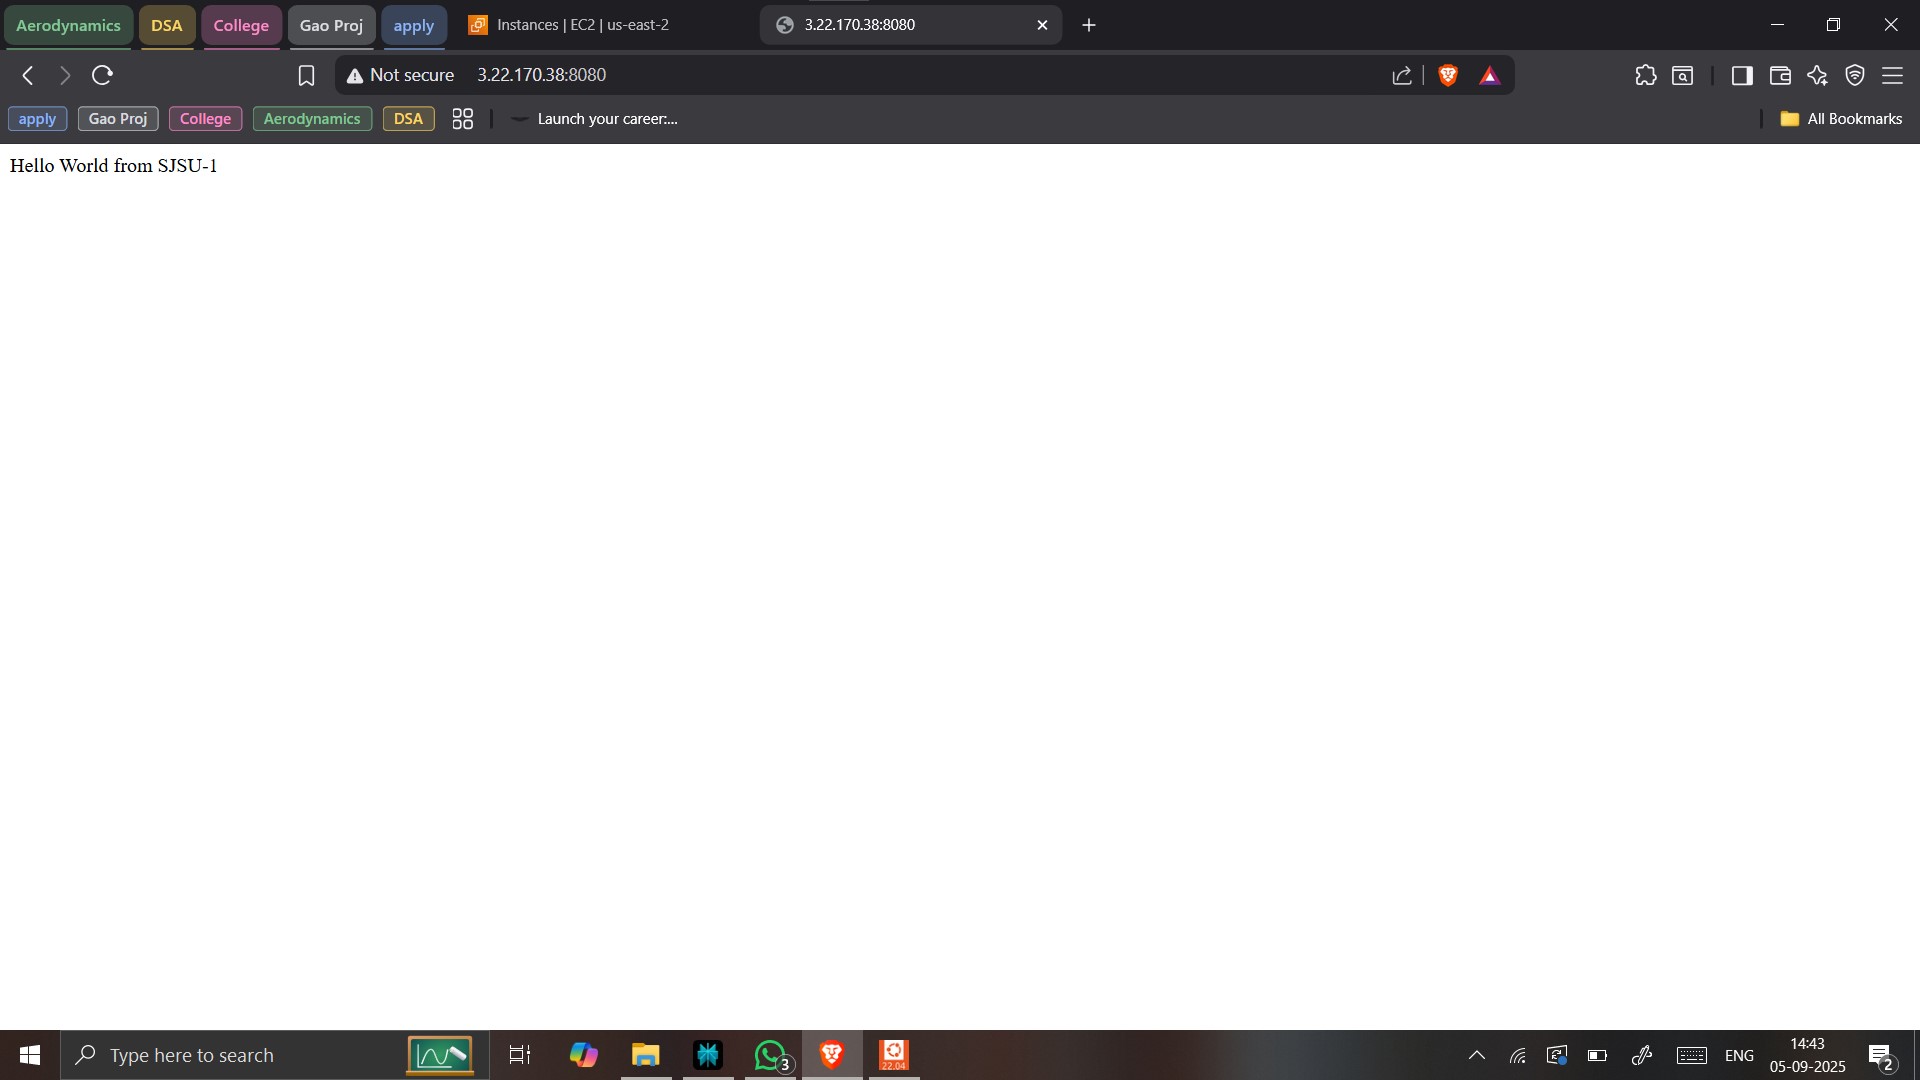 Aerodynamics DSA College Gao Proj apply Instances | EC2 | us-east-2 3.22.170.38:8080
Not secure 3.22.170.38:8080
apply Gao Proj College Aerodynamics DSA Launch your career:... All Bookmarks
Hello World from SJSU-1
Type here to search 3 22.04 ENG 14:43
05-09-2025 2